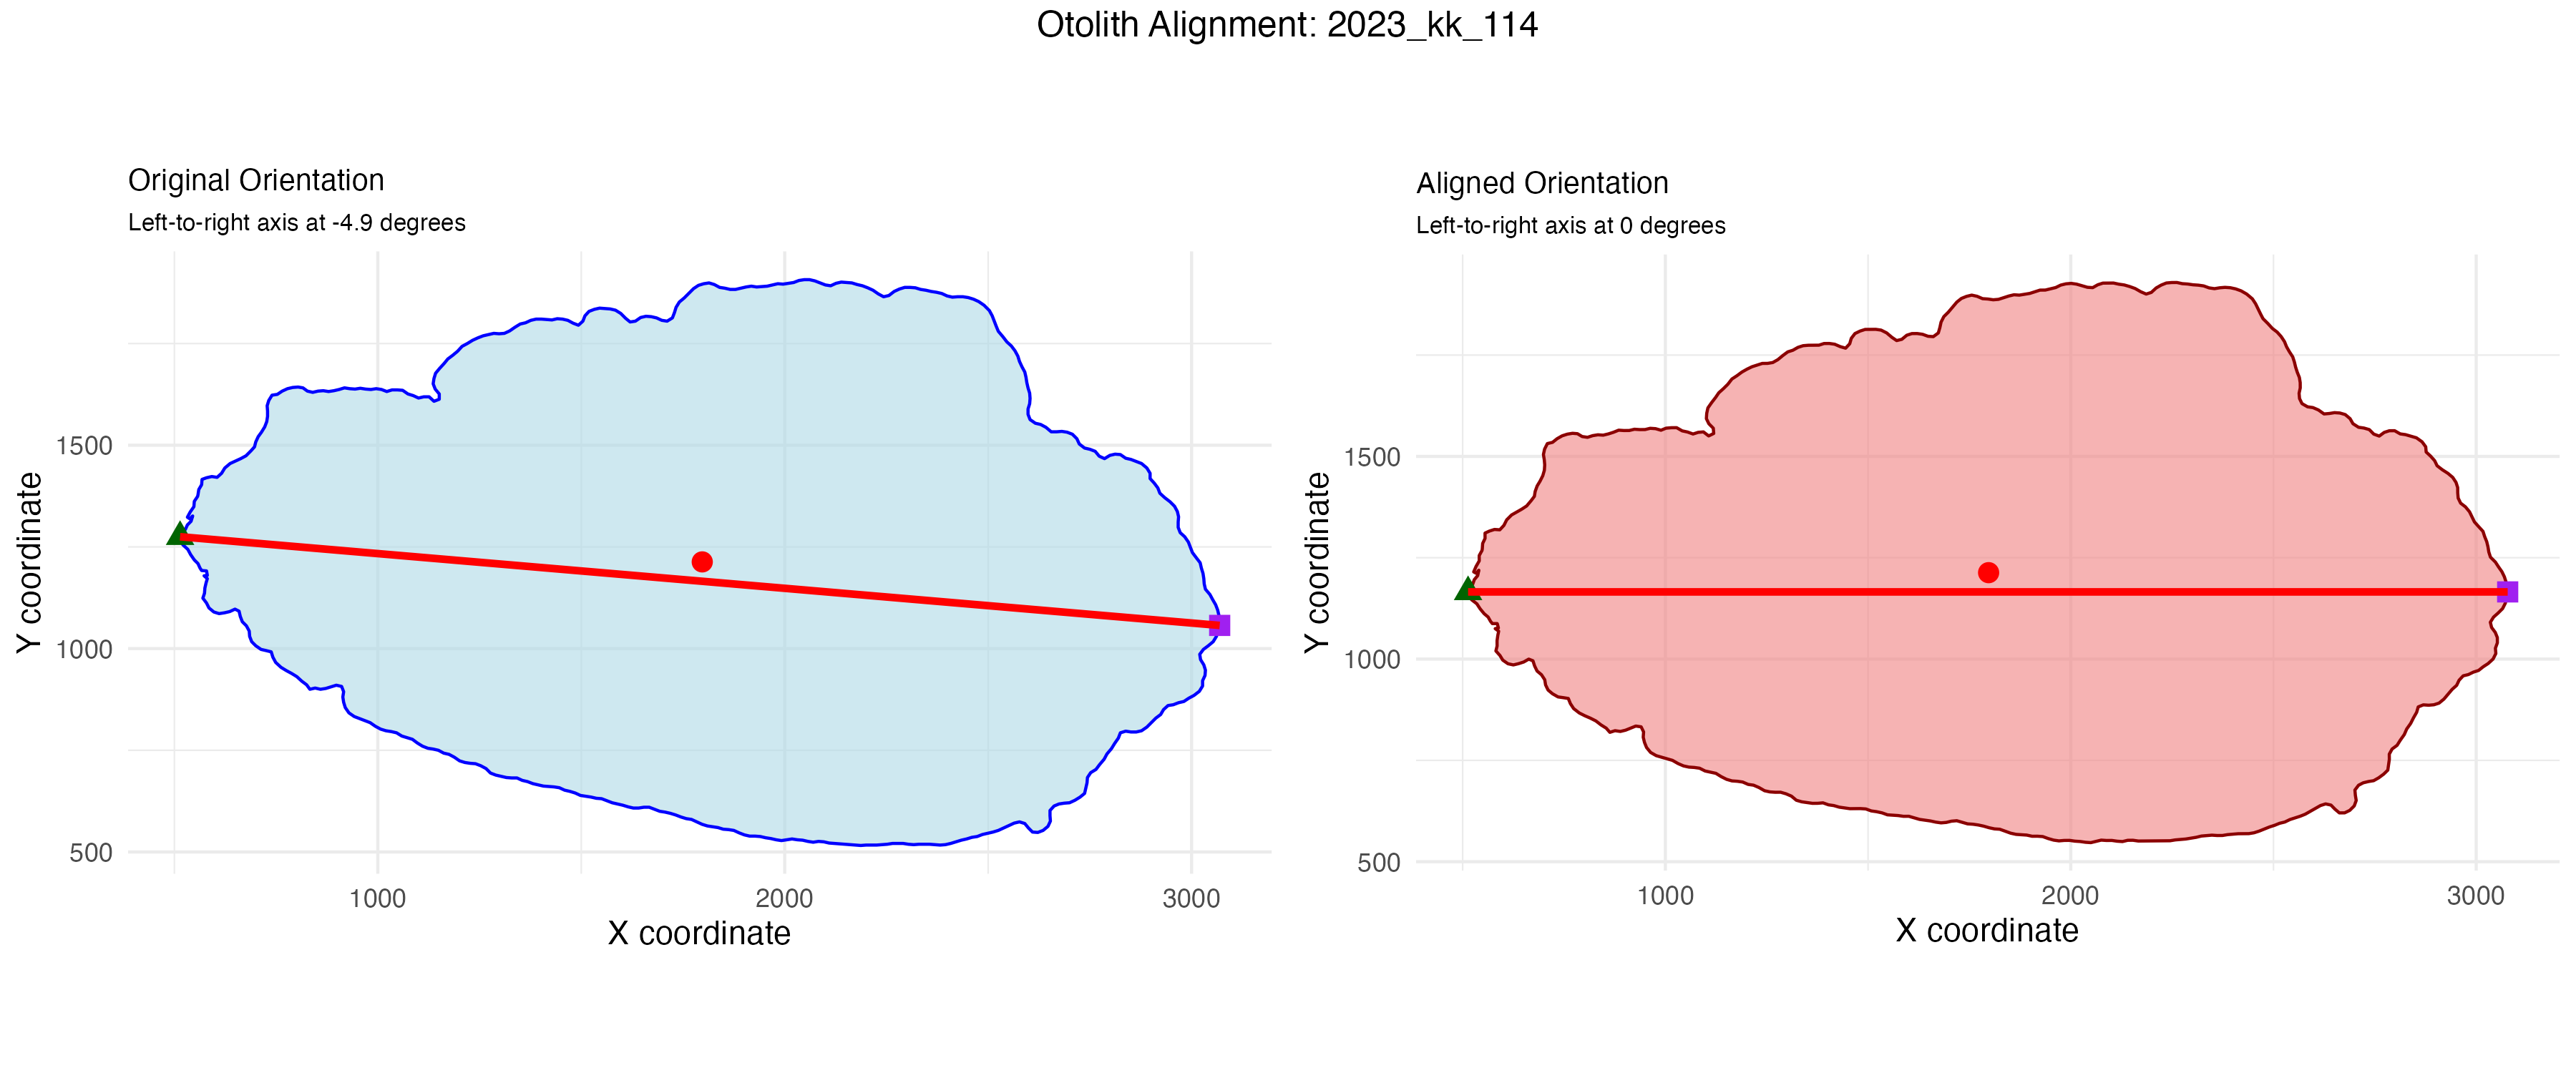 Otolith Alignment: 2023_kk_114
Original Orientation
Left-to-right axis at -4.9 degrees
Y coordinate
1500
1000
500
1000 2000 3000
X coordinate
Aligned Orientation
Left-to-right axis at 0 degrees
Y coordinate
1500
1000
500
1000 2000 3000
X coordinate